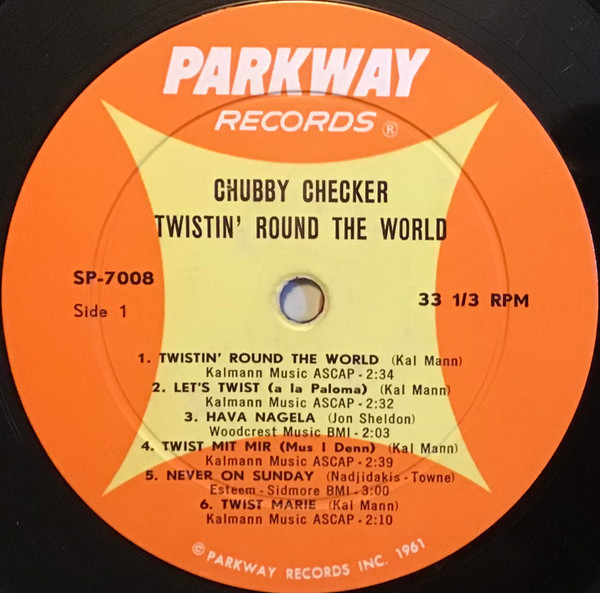 PARKWAY
RECORDS ®
CHUBBY CHECKER
TWISTIN' ROUND THE WORLD
SP-7008
Side 1
33 1/3 RPM
1. TWISTIN' ROUND THE WORLD (Kal Mann)
Kalmann Music ASCAP - 2:34
2. LET'S TWIST (a la Paloma) (Kal Mann)
Kalmann Music ASCAP - 2:32
3. HAVA NAGELA (Jon Sheldon)
Woodcrest Music BMI - 2:03
4. TWIST MIT MIR (Mus I Denn) (Kal Mann)
Kalmann Music ASCAP - 2:39
5. NEVER ON SUNDAY (Nadjidakis - Towne)
Esteem - Sidmore BMI - 3:00
6. TWIST MARIE (Kal Mann)
Kalmann Music ASCAP - 2:10
© PARKWAY RECORDS INC. 1961